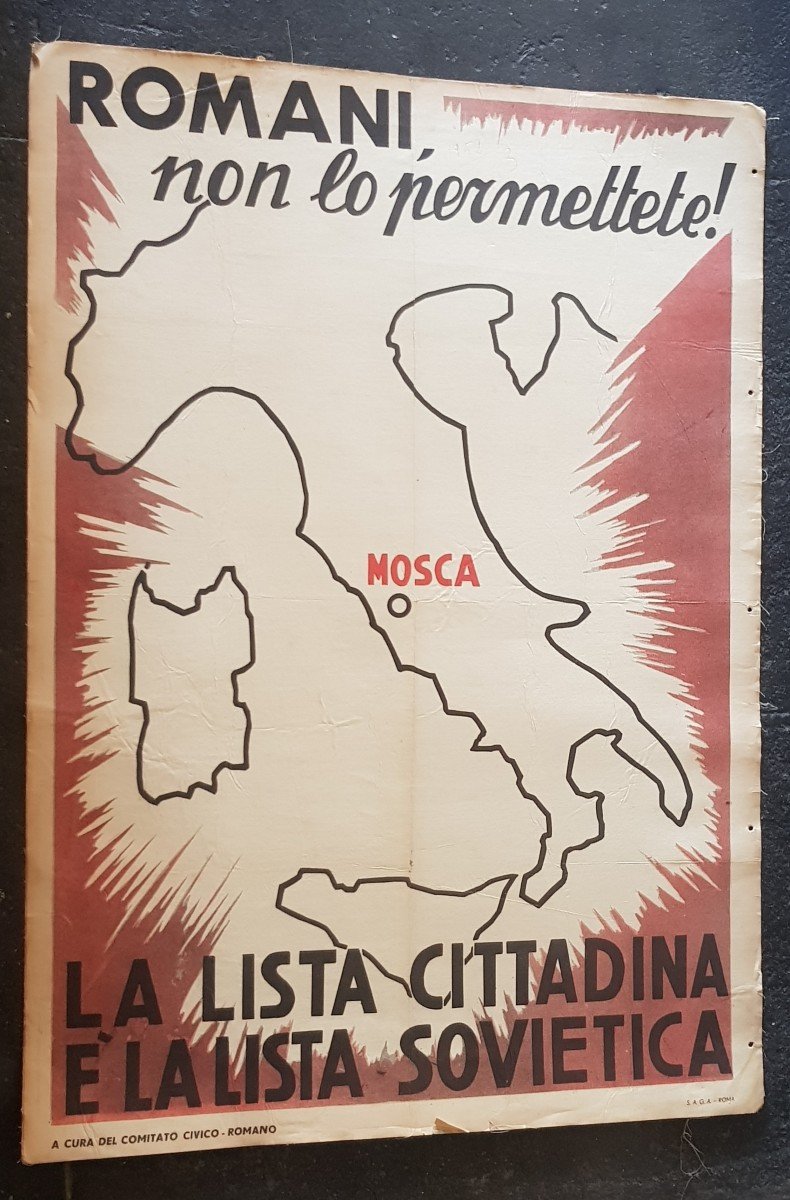 ROMANI,
non lo permettete!
MOSCA
LA LISTA CITTADINA
E' LA LISTA SOVIETICA
S.A.G.A. - ROMA
A CURA DEL COMITATO CIVICO - ROMANO